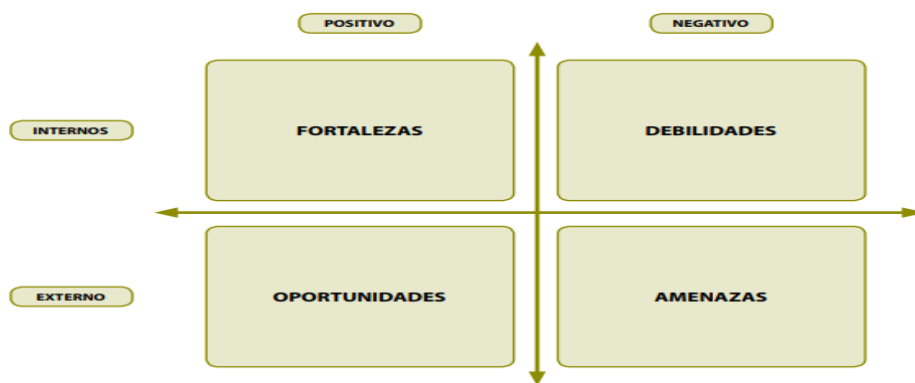 POSITIVO
NEGATIVO
INTERNOS
FORTALEZAS
DEBILIDADES
EXTERNO
OPORTUNIDADES
AMENAZAS